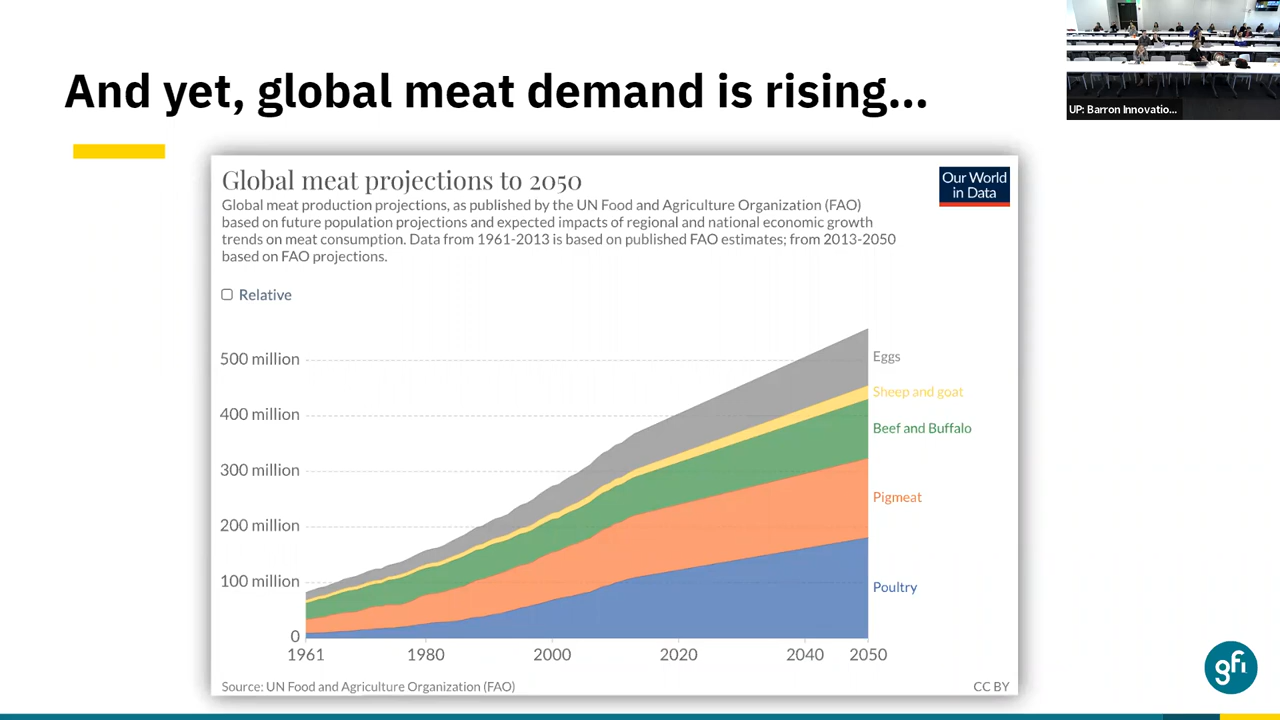 And yet, global meat demand is rising...
UP: Barron Innovatio...
Global meat projections to 2050
Our World
in Data
Global meat production projections, as published by the UN Food and Agriculture Organization (FAO)
based on future population projections and expected impacts of regional and national economic growth
trends on meat consumption. Data from 1961-2013 is based on published FAO estimates; from 2013-2050
based on FAO projections.
Relative
500 million
400 million
300 million
200 million
100 million
0
Eggs
Sheep and goat
Beef and Buffalo
Pigmeat
Poultry
1961 1980 2000 2020 2040 2050
Source: UN Food and Agriculture Organization (FAO)
CC BY
gfi